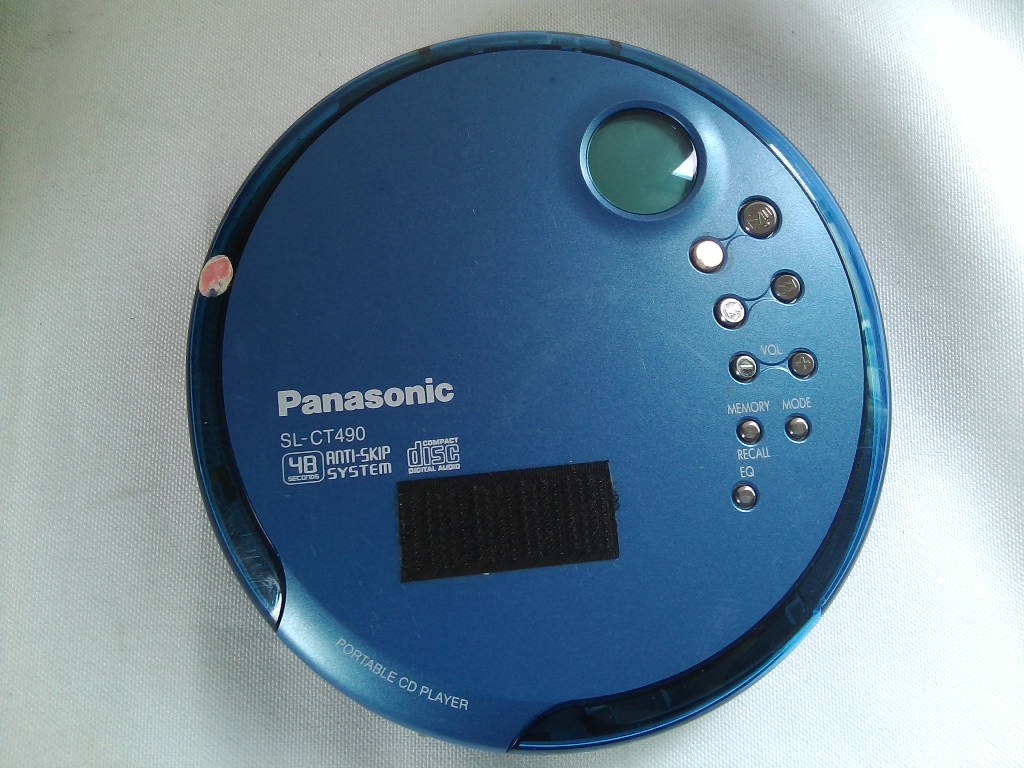 VOL
− +
MEMORY MODE
RECALL
EQ
Panasonic
SL-CT490
48 SECONDS ANTI-SKIP SYSTEM
COMPACT disc DIGITAL AUDIO
PORTABLE CD PLAYER